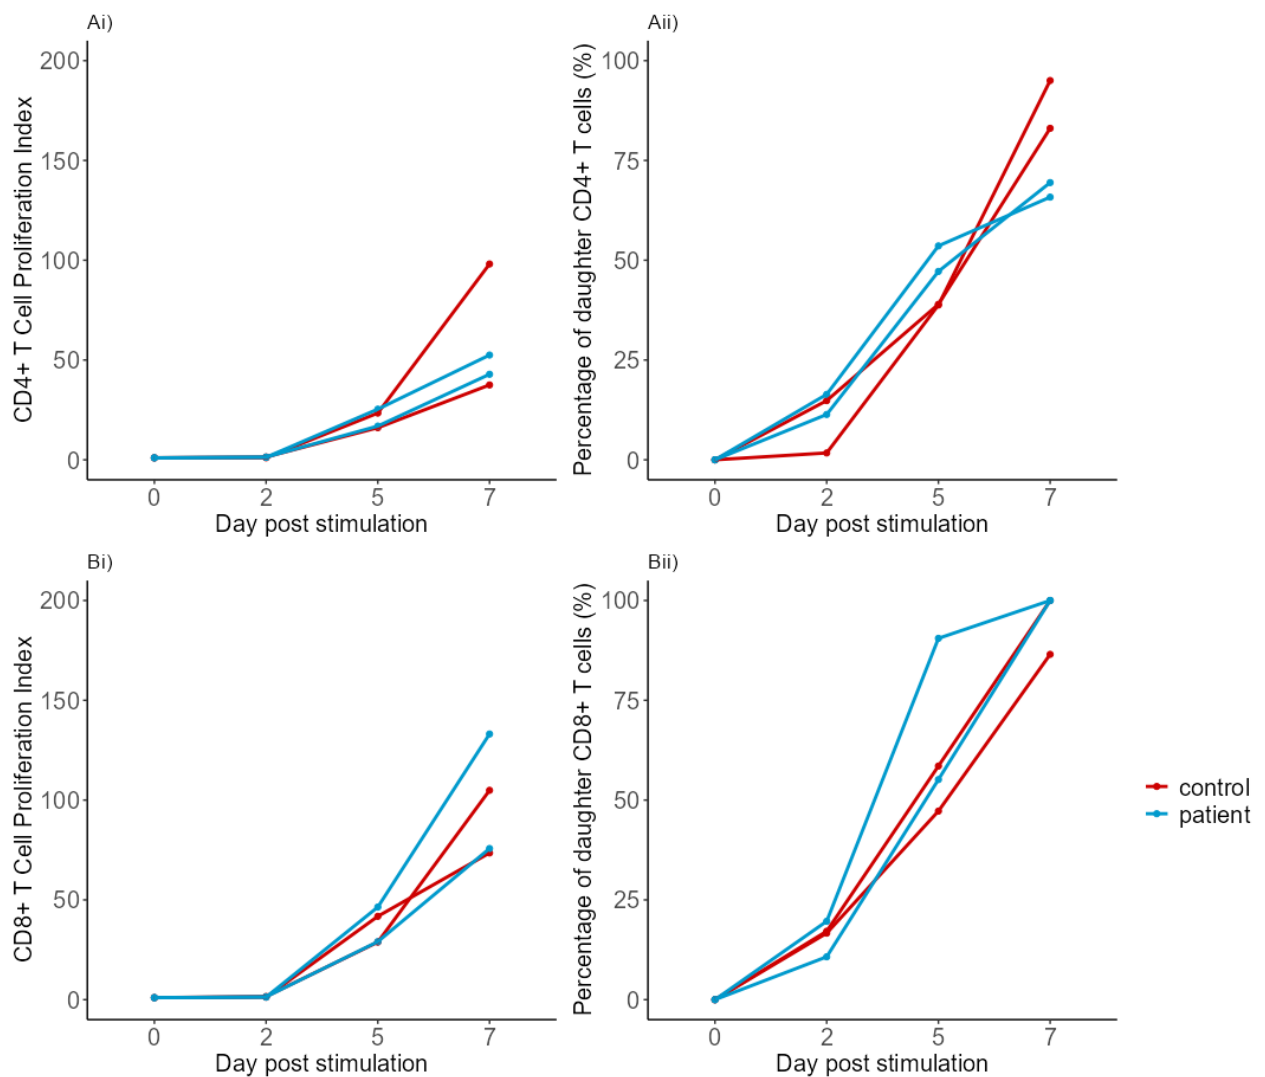 Ai)
CD4+ T Cell Proliferation Index
200
150
100
50
0
0 2 5 7
Day post stimulation
Aii)
Percentage of daughter CD4+ T cells (%)
100
75
50
25
0
0 2 5 7
Day post stimulation
Bi)
CD8+ T Cell Proliferation Index
200
150
100
50
0
0 2 5 7
Day post stimulation
Bii)
Percentage of daughter CD8+ T cells (%)
100
75
50
25
0
0 2 5 7
Day post stimulation
control
patient